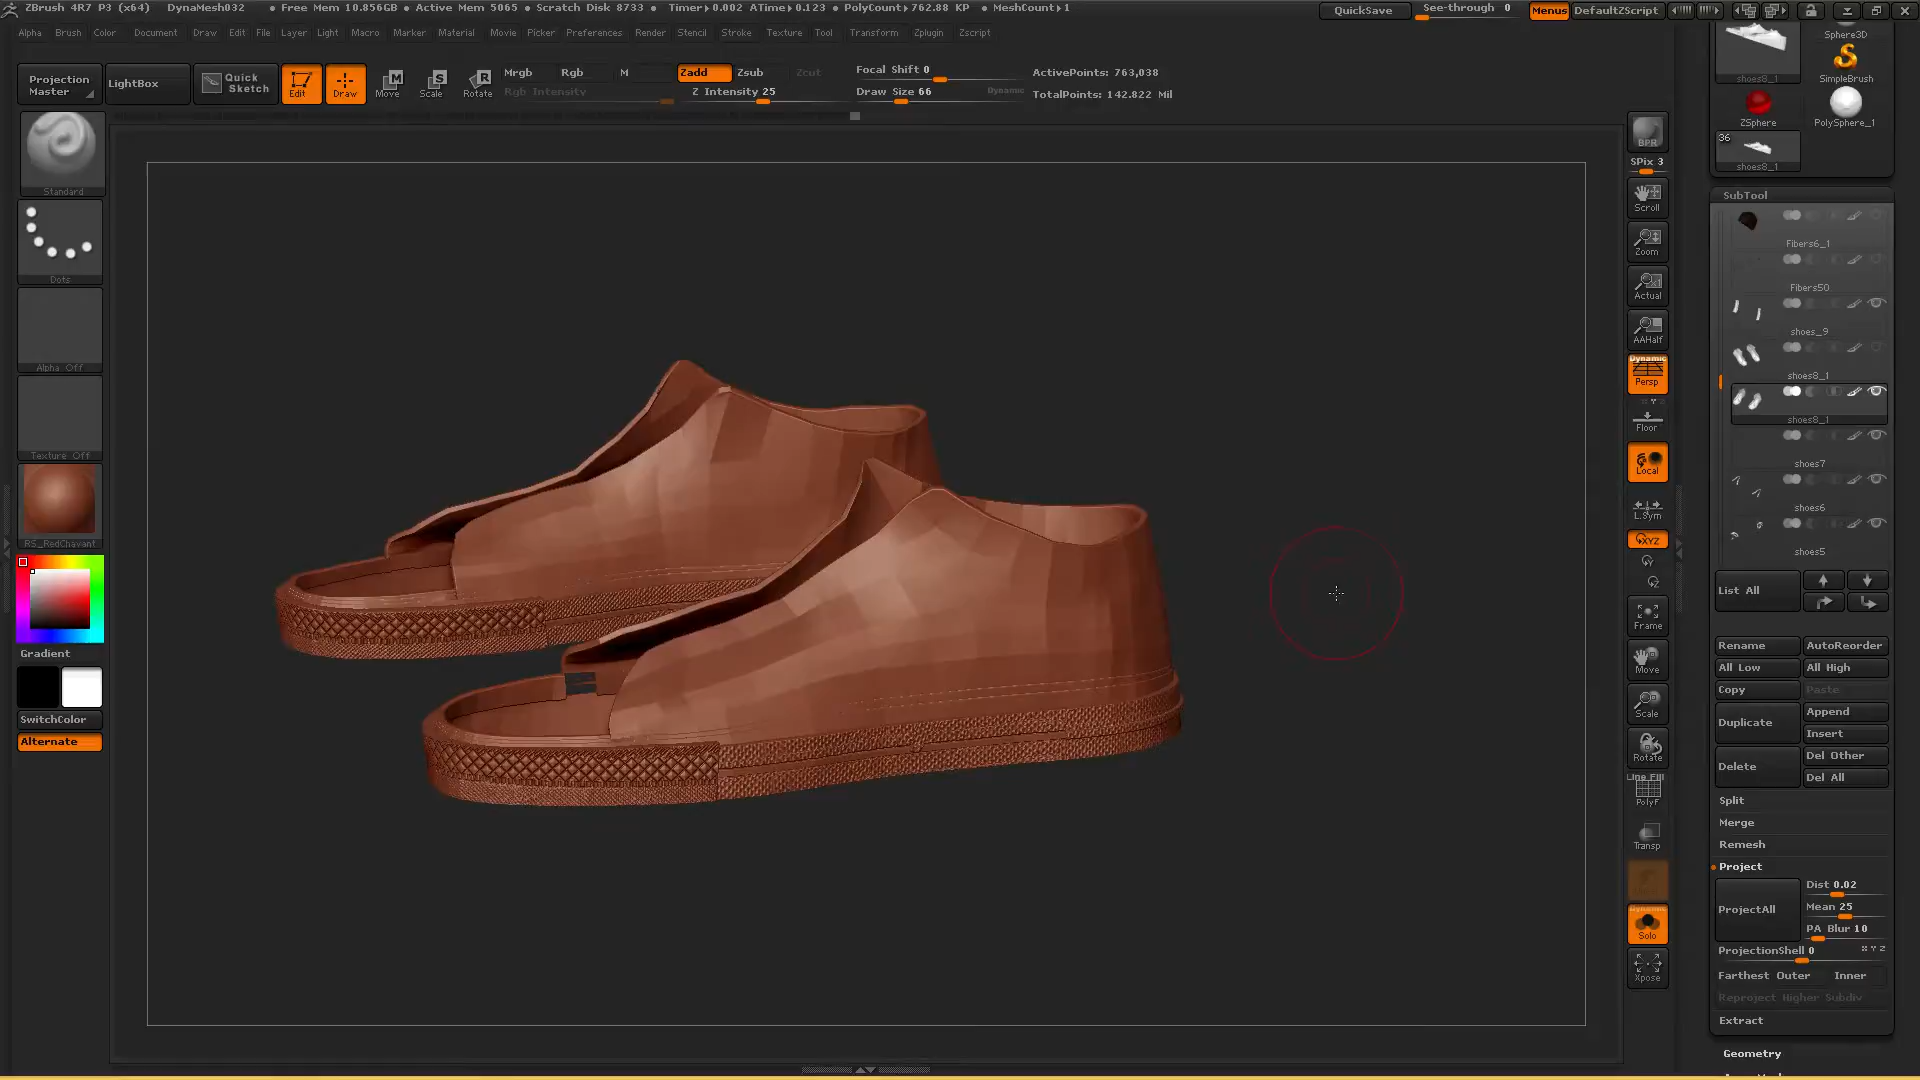 ZBrush 4R7 P3 (x64) DynaMesh032 • Free Mem 10.856GB • Active Mem 5065 • Scratch Disk 8733 • Timer▸0.002 ATime▸0.123 • PolyCount▸762.88 KP • MeshCount▸1
QuickSave See-through 0 Menus DefaultZScript
Alpha Brush Color Document Draw Edit File Layer Light Macro Marker Material Movie Picker Preferences Render Stencil Stroke Texture Tool Transform Zplugin Zscript
Projection Master
LightBox
Quick Sketch
Edit
Draw
Move
Scale
Rotate
Mrgb Rgb M Zadd Zsub Zcut
Rgb Intensity Z Intensity 25
Focal Shift 0
Draw Size 66 Dynamic
ActivePoints: 763,038
TotalPoints: 142.822 Mil
Standard
Dots
Alpha Off
Texture Off
RS_RedChavant
Gradient
SwitchColor
Alternate
BPR
SPix 3
Scroll
Zoom
Actual
AAHalf
Dynamic
Persp
Floor
Local
L.Sym
XYZ
Frame
Move
Scale
Rotate
Line Fill
PolyF
Transp
Dynamic
Solo
Xpose
shoes8_1
Sphere3D
SimpleBrush
ZSphere
PolySphere_1
36
shoes8_1
SubTool
Fibers6_1
Fibers50
shoes_9
shoes8_1
shoes8_1
shoes7
shoes6
shoes5
List All
Rename AutoReorder
All Low All High
Copy Paste
Duplicate Append
Insert
Delete Del Other
Del All
Split
Merge
Remesh
Project
ProjectAll Dist 0.02
Mean 25
PA Blur 10
ProjectionShell 0 X Y Z
Farthest Outer Inner
Reproject Higher Subdiv
Extract
Geometry